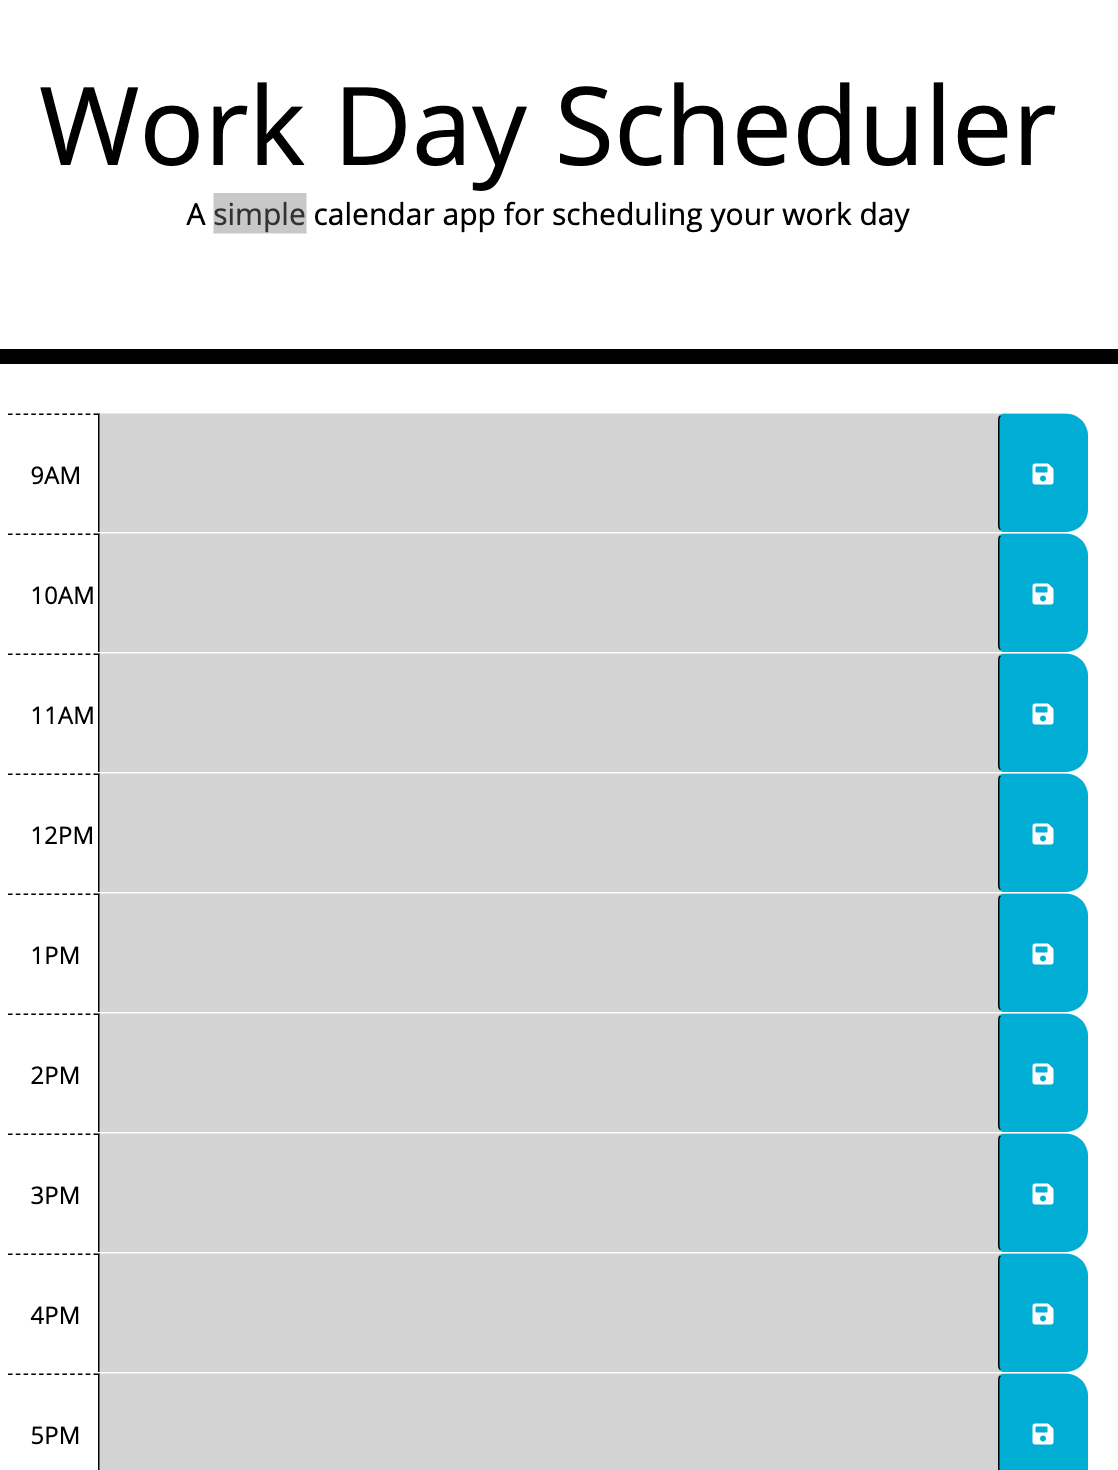 Work Day Scheduler
A simple calendar app for scheduling your work day
9AM
10AM
11AM
12PM
1PM
2PM
3PM
4PM
5PM